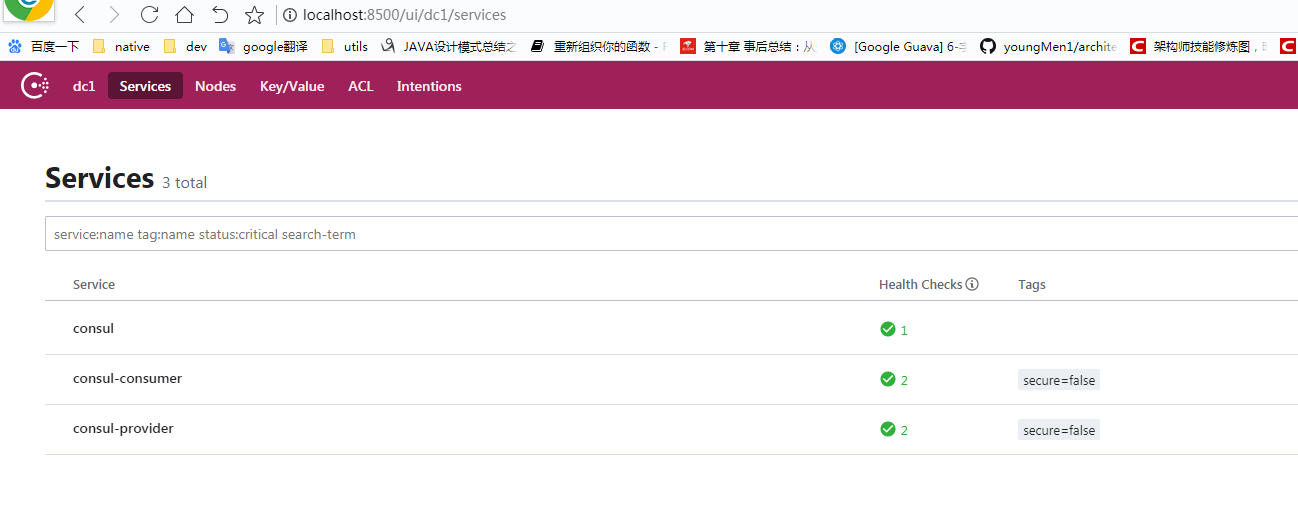 localhost:8500/ui/dc1/services
百度一下 native dev google翻译 utils JAVA设计模式总结之 重新组织你的函数 - 第十章 事后总结：从 [Google Guava] 6- youngMen1/archite 架构师技能修炼图，
dc1 Services Nodes Key/Value ACL Intentions
Services 3 total
service:name tag:name status:critical search-term
Service Health Checks Tags
consul 1
consul-consumer 2 secure=false
consul-provider 2 secure=false